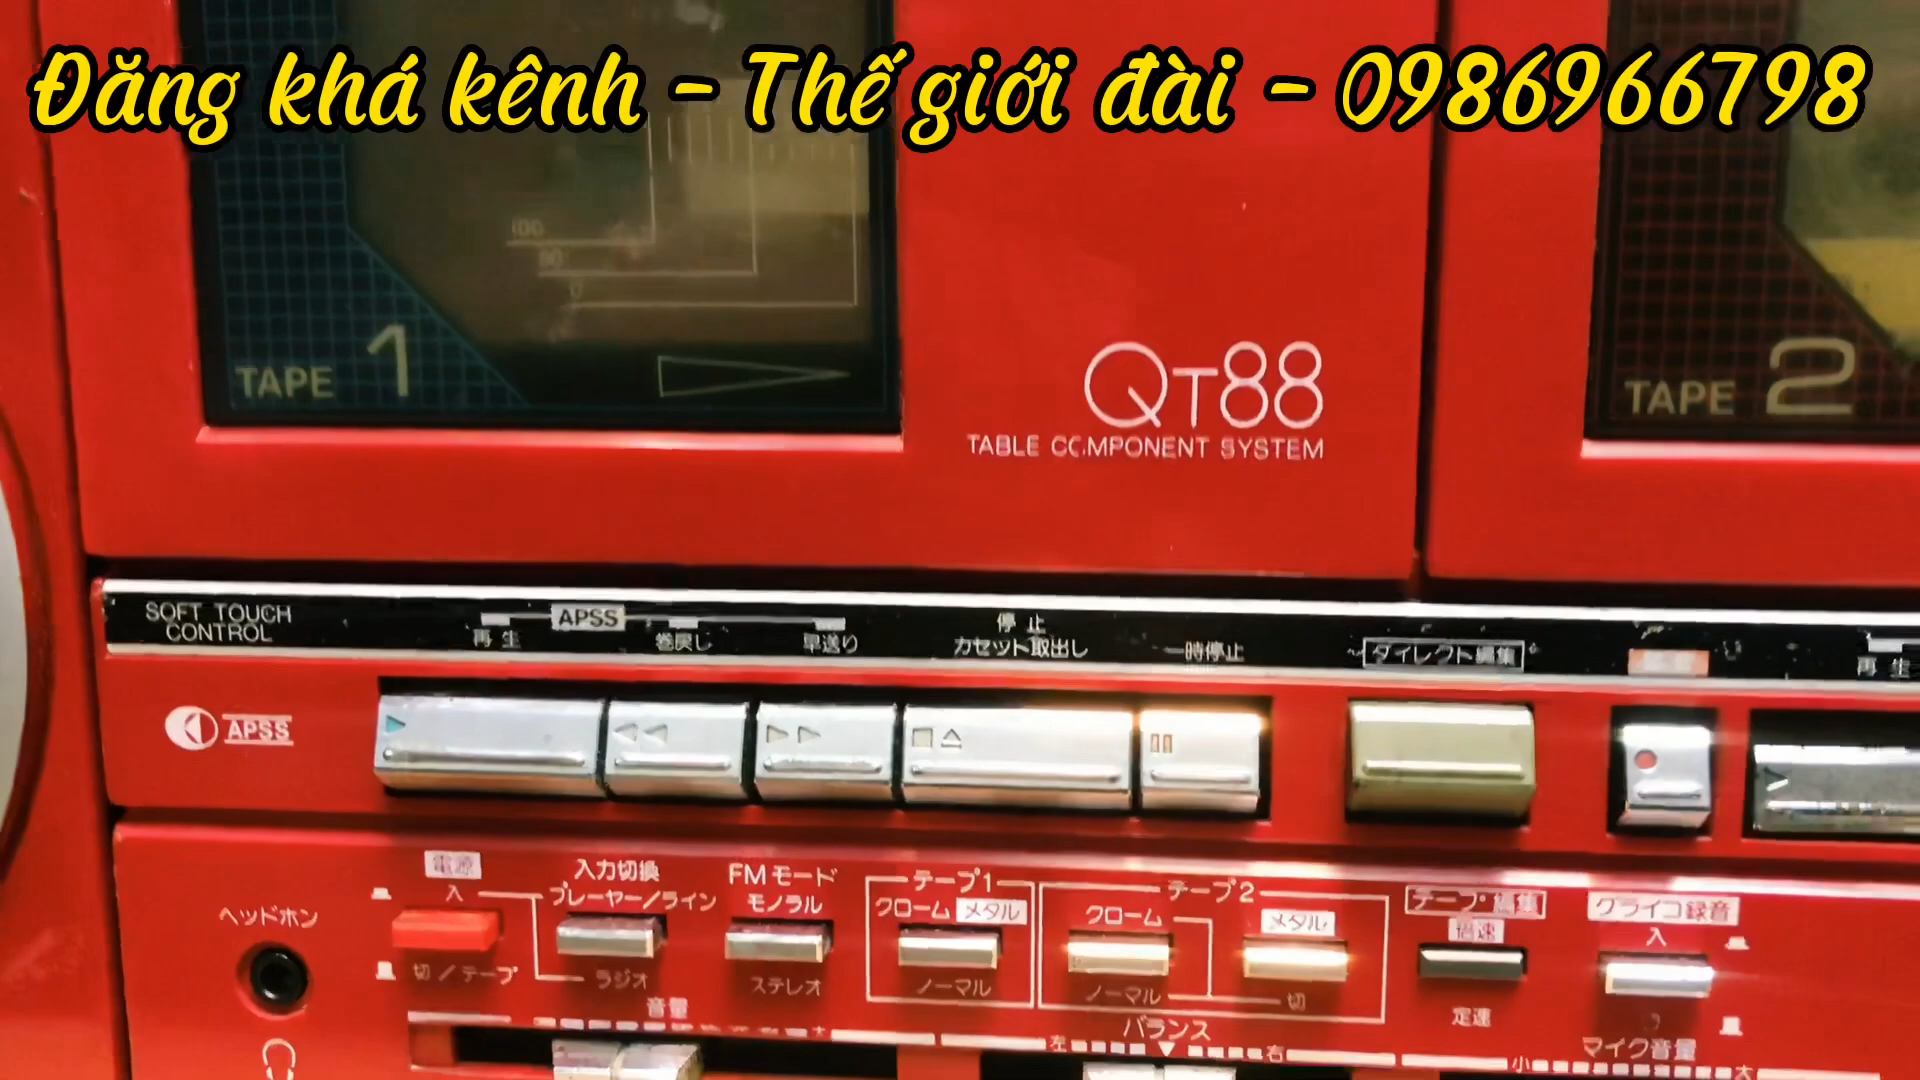 Đăng khá kênh - Thế giới đài - 0986966798
100
50
0
TAPE 1
QT88
TABLE COMPONENT SYSTEM
TAPE 2
SOFT TOUCH
CONTROL
APSS
再生
巻戻し
早送り
停止
カセット取出し
一時停止
ダイレクト編集
再生
APSS
電源
入
切/テープ
ヘッドホン
入力切換
プレーヤー/ライン
ラジオ
FMモード
モノラル
ステレオ
テープ1
クローム メタル
ノーマル
テープ2
クローム
メタル
ノーマル
切
テープ・編集
倍速
定速
グライコ録音
入
音量
大
バランス
左
右
マイク音量
小
大